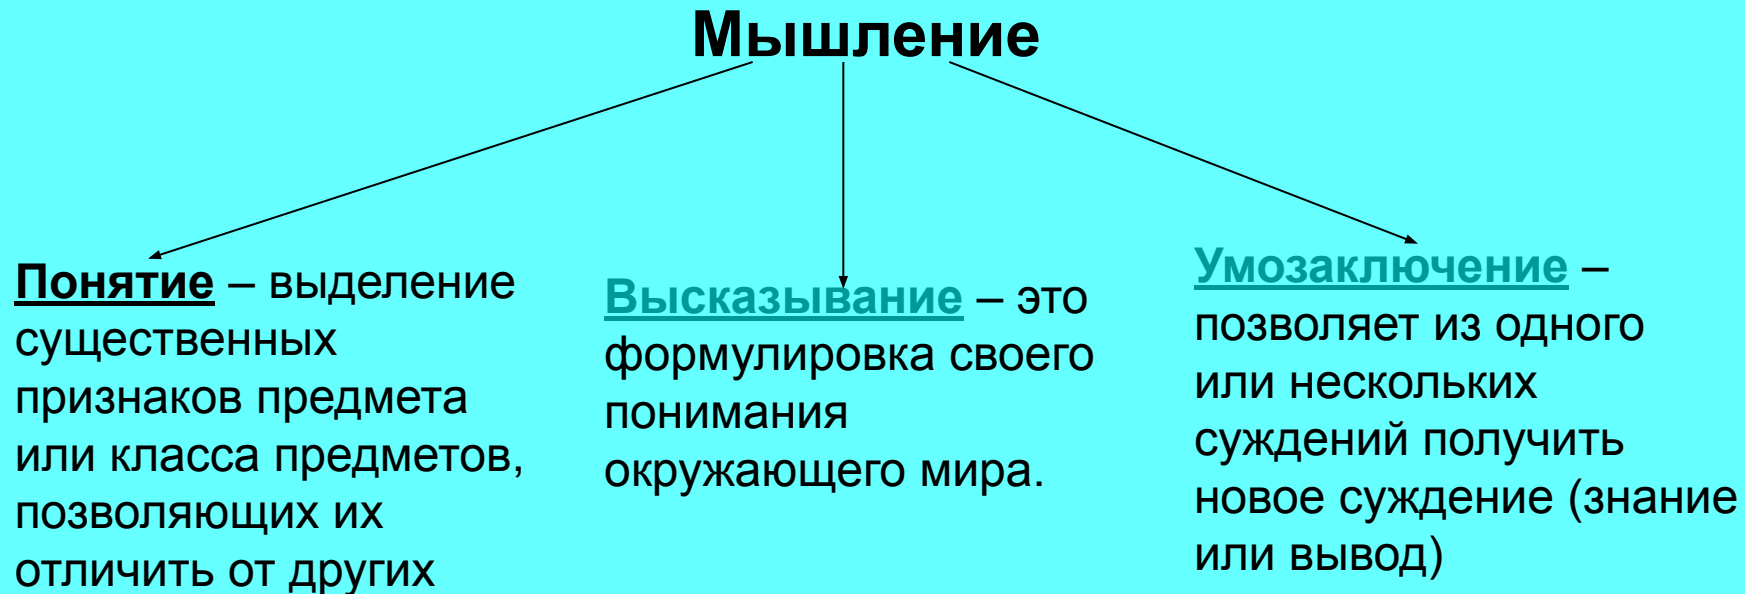 Мышление
Понятие – выделение
существенных
признаков предмета
или класса предметов,
позволяющих их
отличить от других
Высказывание – это
формулировка своего
понимания
окружающего мира.
Умозаключение –
позволяет из одного
или нескольких
суждений получить
новое суждение (знание
или вывод)